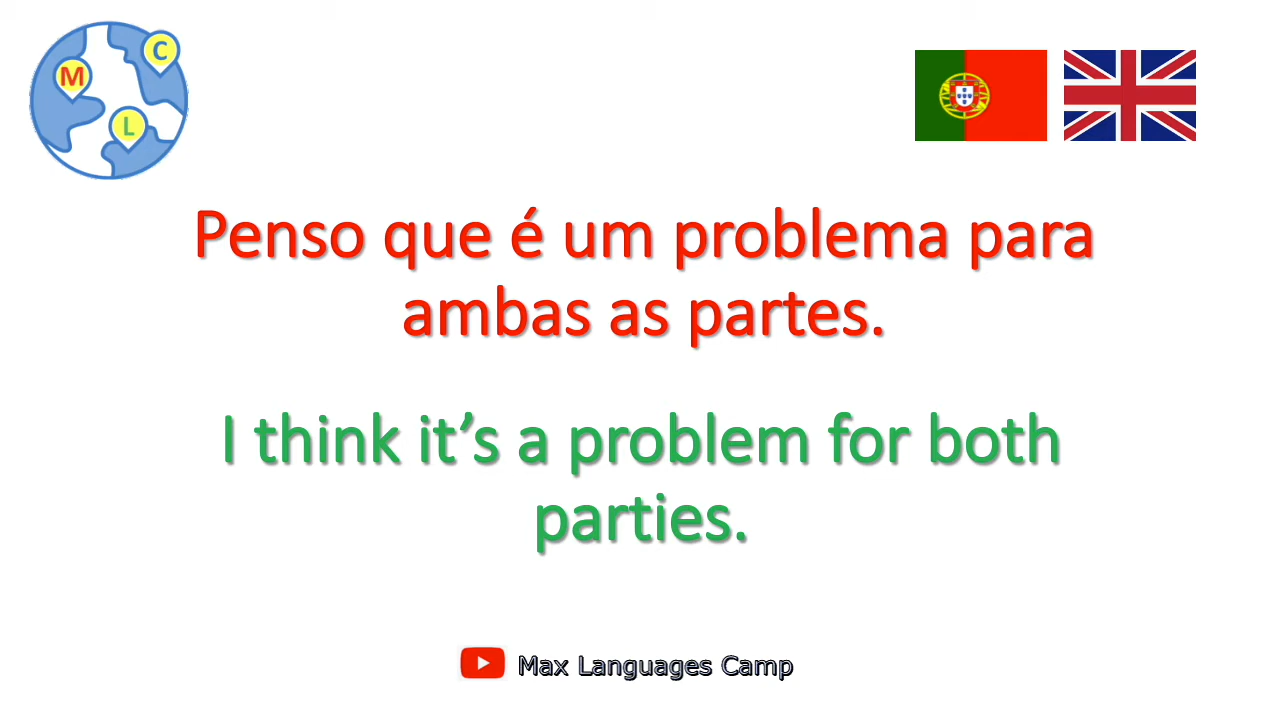 M
C
L
Penso que é um problema para
ambas as partes.
I think it’s a problem for both
parties.
Max Languages Camp